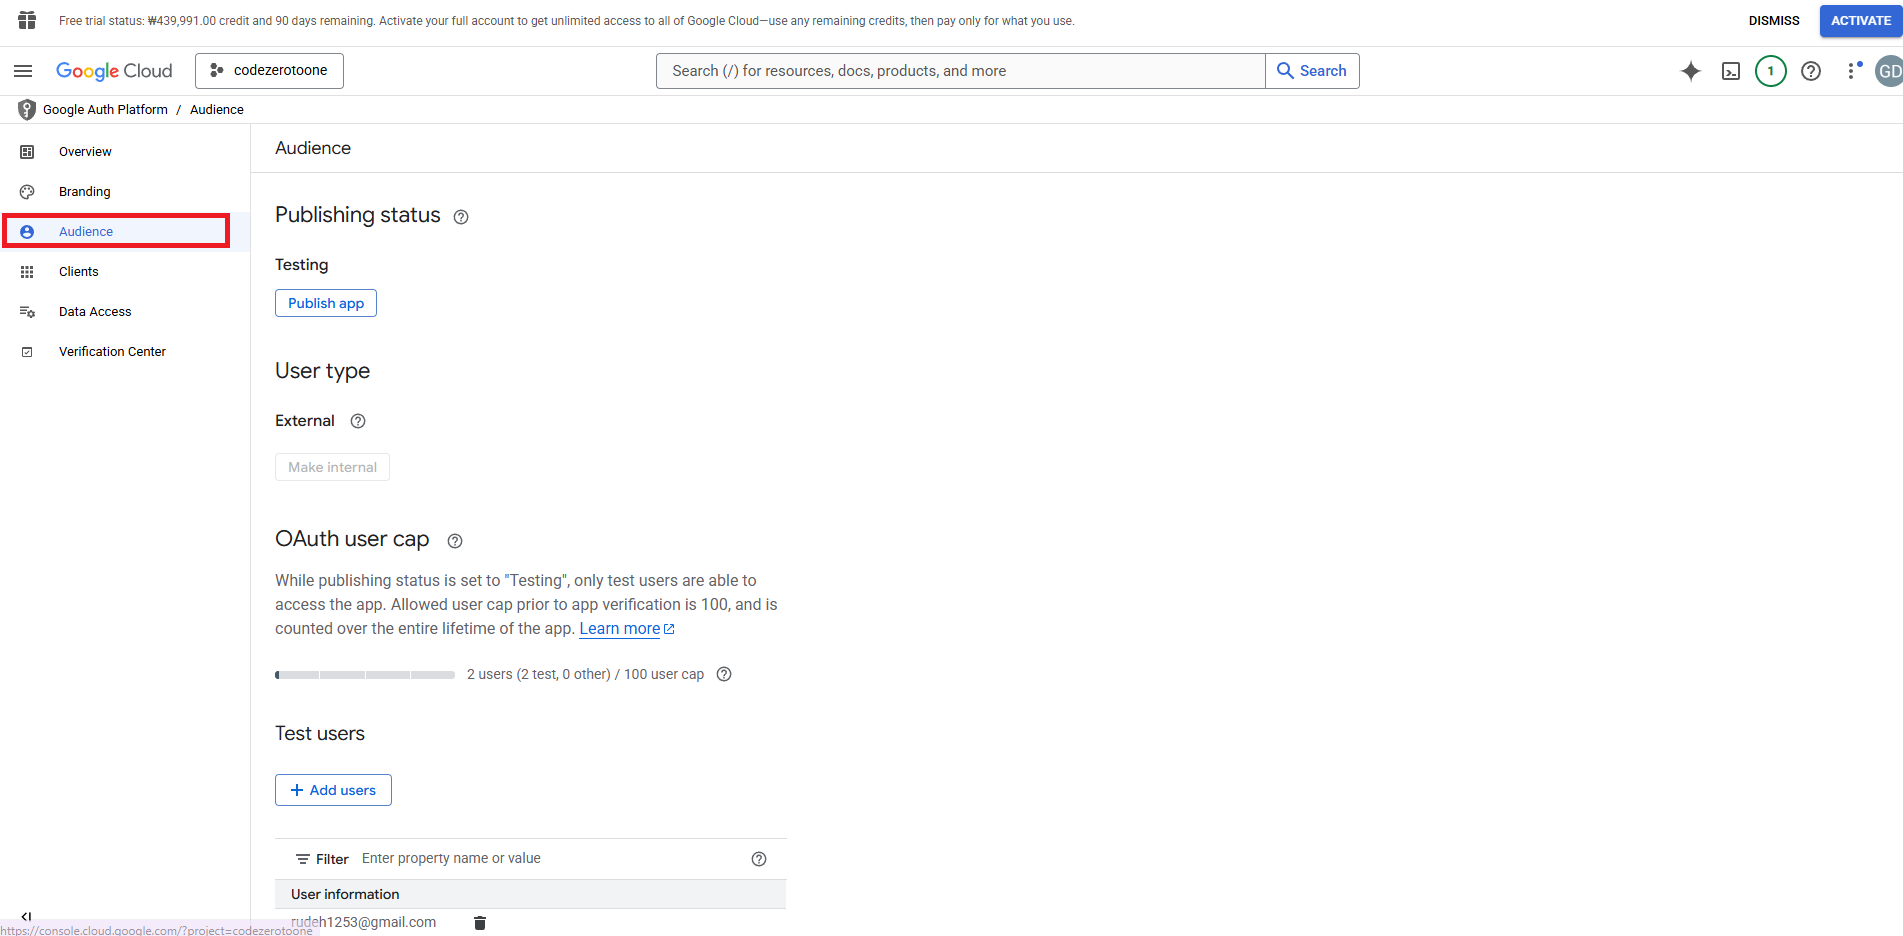 Free trial status: ₩439,991.00 credit and 90 days remaining. Activate your full account to get unlimited access to all of Google Cloud—use any remaining credits, then pay only for what you use.
DISMISS
ACTIVATE
Google Cloud
codezerotoone
Search (/) for resources, docs, products, and more
Search
1
GD
Google Auth Platform / Audience
Overview
Branding
Audience
Clients
Data Access
Verification Center
Audience
Publishing status
Testing
Publish app
User type
External
Make internal
OAuth user cap
While publishing status is set to "Testing", only test users are able to
access the app. Allowed user cap prior to app verification is 100, and is
counted over the entire lifetime of the app. Learn more
2 users (2 test, 0 other) / 100 user cap
Test users
+ Add users
Filter Enter property name or value
User information
rudeh1253@gmail.com
https://console.cloud.google.com/?project=codezerotoone